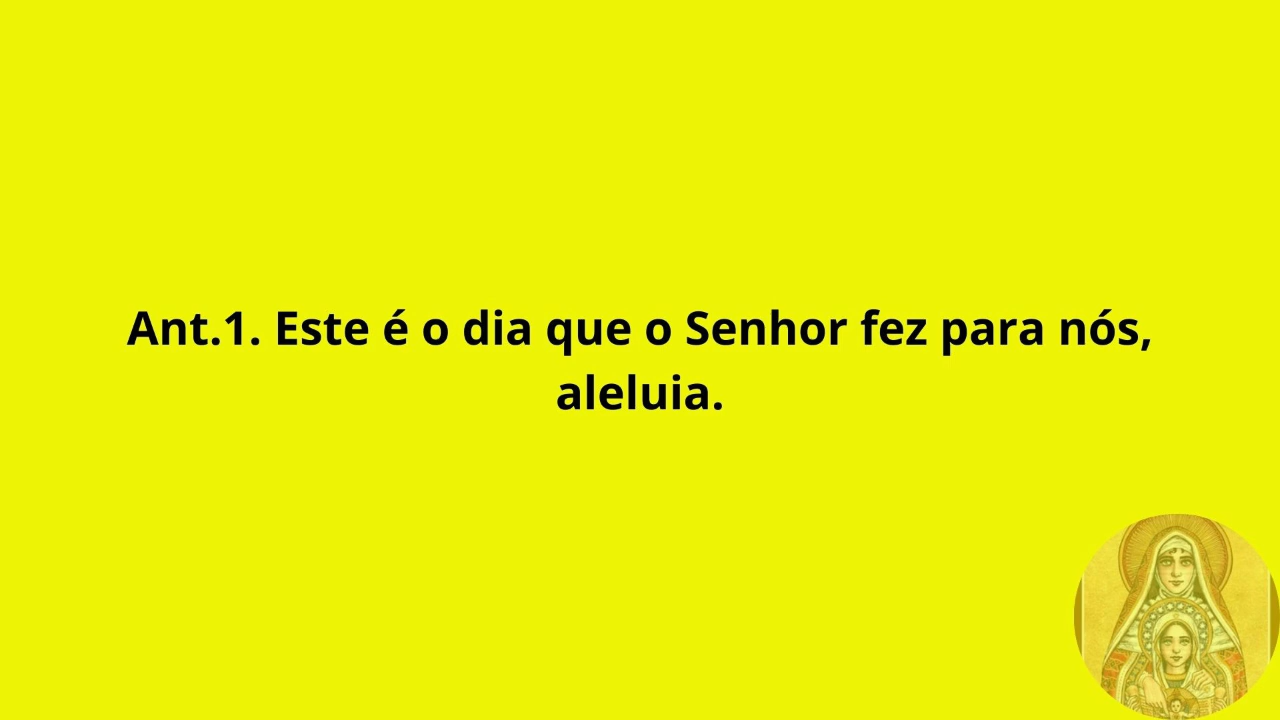 Ant.1. Este é o dia que o Senhor fez para nós,
aleluia.